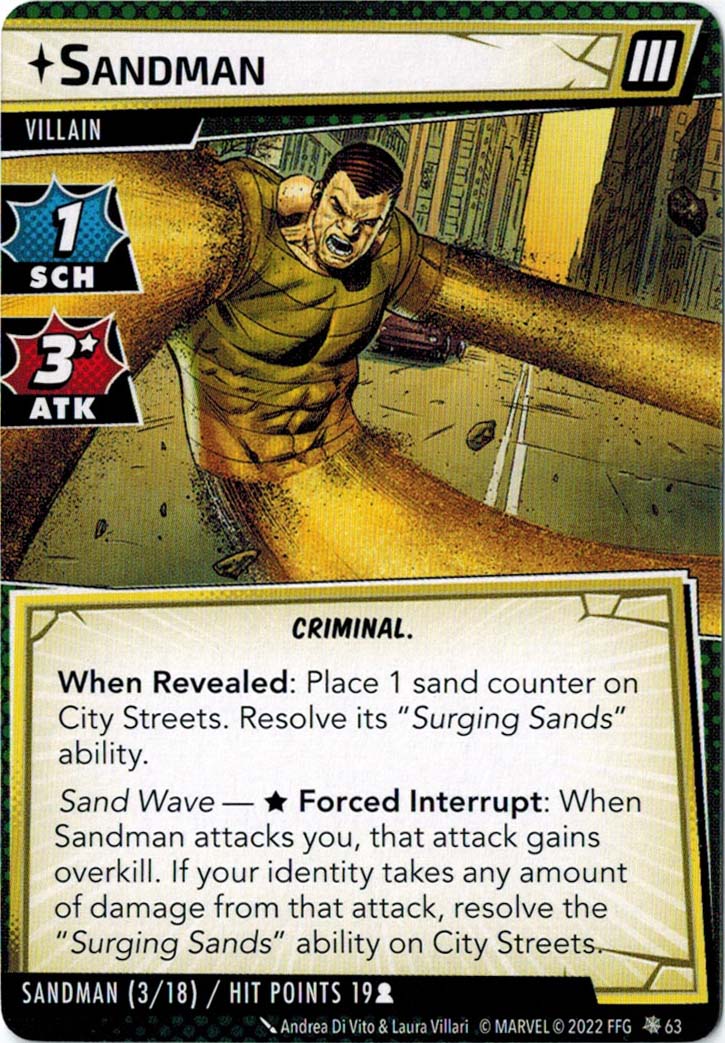 SANDMAN
III
VILLAIN
1
SCH
3
ATK
CRIMINAL.
When Revealed: Place 1 sand counter on
City Streets. Resolve its “Surging Sands”
ability.
Sand Wave — ★ Forced Interrupt: When
Sandman attacks you, that attack gains
overkill. If your identity takes any amount
of damage from that attack, resolve the
“Surging Sands” ability on City Streets.
SANDMAN (3/18) / HIT POINTS 19
Andrea Di Vito & Laura Villari © MARVEL © 2022 FFG 63